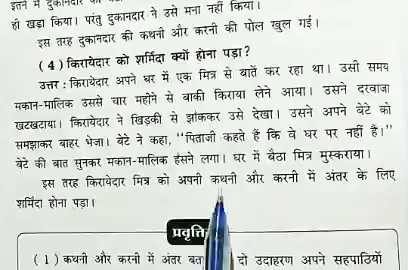 इतने में दुकानदार
ही खड़ा किया। परंतु दुकानदार ने उसे मना नहीं किया।
इस तरह दुकानदार की कथनी और करनी की पोल खुल गई।
( 4 ) किरायेदार को शर्मिंदा क्यों होना पड़ा?
उत्तर : किरायेदार अपने घर में एक मित्र से बातें कर रहा था। उसी समय
मकान-मालिक उससे चार महीने से बाकी किराया लेने आया। उसने दरवाजा
खटखटाया। किरायेदार ने खिड़की से झाँककर उसे देखा। उसने अपने बेटे को
समझाकर बाहर भेजा। बेटे ने कहा, “पिताजी कहते हैं कि वे घर पर नहीं हैं।”
बेटे की बात सुनकर मकान-मालिक हँसने लगा। घर में बैठा मित्र मुस्कराया।
इस तरह किरायेदार मित्र को अपनी कथनी और करनी में अंतर के लिए
शर्मिंदा होना पड़ा।
प्रवृत्ति
( 1 ) कथनी और करनी में अंतर दो उदाहरण अपने सहपाठियों